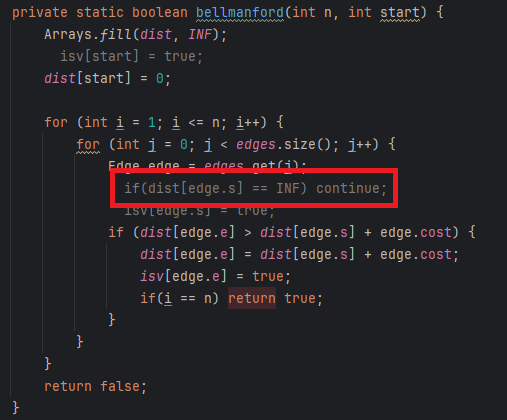 private static boolean bellmanford(int n, int start) {
Arrays.fill(dist, INF);
isv[start] = true;
dist[start] = 0;
for (int i = 1; i <= n; i++) {
for (int j = 0; j < edges.size(); j++) {
Edge edge = edges.get(j);
if(dist[edge.s] == INF) continue;
isv[edge.s] = true;
if (dist[edge.e] > dist[edge.s] + edge.cost) {
dist[edge.e] = dist[edge.s] + edge.cost;
isv[edge.e] = true;
if(i == n) return true;
}
}
}
return false;
}